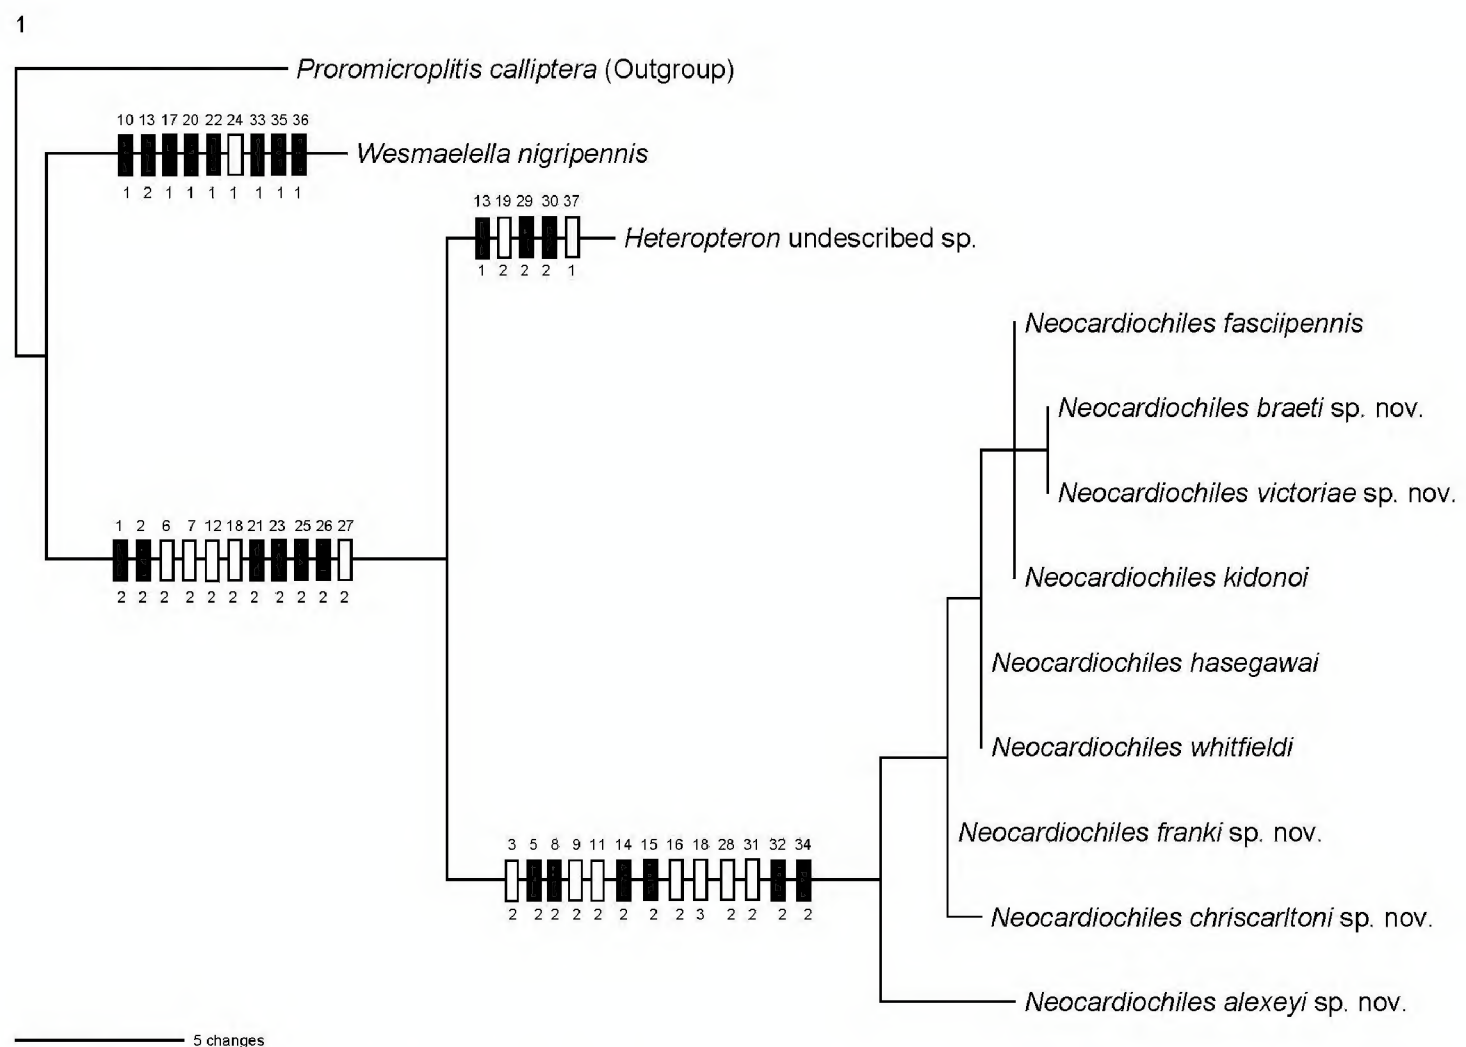 1
Proromicroplitis calliptera (Outgroup)
10 13 17 20 22 24 33 35 36
Wesmaelella nigripennis
1 2 1 1 1 1 1 1 1
13 19 29 30 37
Heteropteron undescribed sp.
1 2 2 2 1
Neocardiochiles fasciipennis
Neocardiochiles braeti sp. nov.
Neocardiochiles victoriae sp. nov.
1 2 6 7 12 18 21 23 25 26 27
2 2 2 2 2 2 2 2 2 2 2
Neocardiochiles kidonoi
Neocardiochiles hasegawai
Neocardiochiles whitfieldi
Neocardiochiles franki sp. nov.
3 5 8 9 11 14 15 16 18 28 31 32 34
2 2 2 2 2 2 2 2 3 2 2 2 2
Neocardiochiles chriscarltoni sp. nov.
Neocardiochiles alexeyi sp. nov.
5 changes